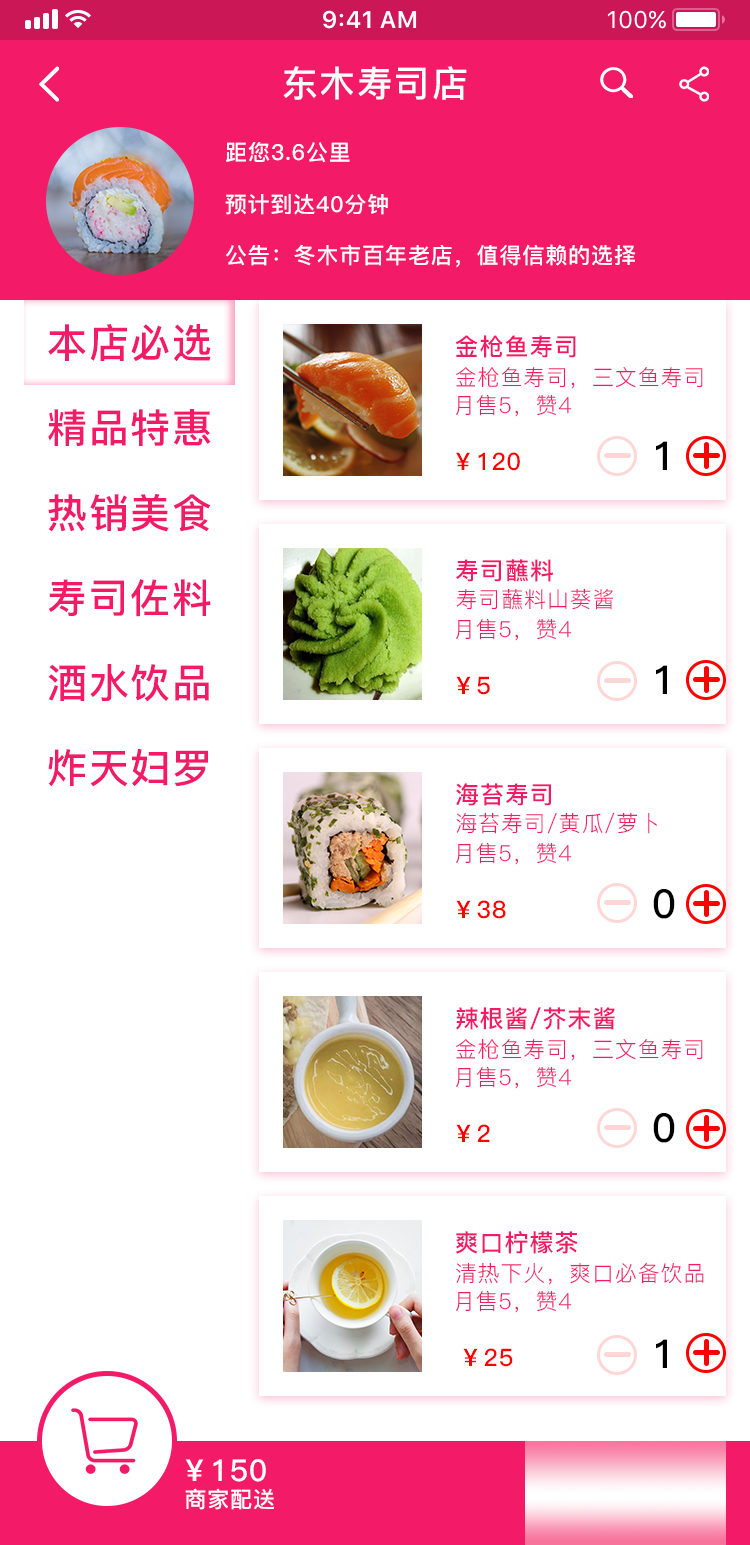 9:41 AM
100%
东木寿司店
距您3.6公里
预计到达40分钟
公告：冬木市百年老店，值得信赖的选择
本店必选
精品特惠
热销美食
寿司佐料
酒水饮品
炸天妇罗
金枪鱼寿司
金枪鱼寿司，三文鱼寿司
月售5，赞4
¥ 120
1
寿司蘸料
寿司蘸料山葵酱
月售5，赞4
¥ 5
1
海苔寿司
海苔寿司/黄瓜/萝卜
月售5，赞4
¥ 38
0
辣根酱/芥末酱
金枪鱼寿司，三文鱼寿司
月售5，赞4
¥ 2
0
爽口柠檬茶
清热下火，爽口必备饮品
月售5，赞4
¥ 25
1
¥ 150
商家配送